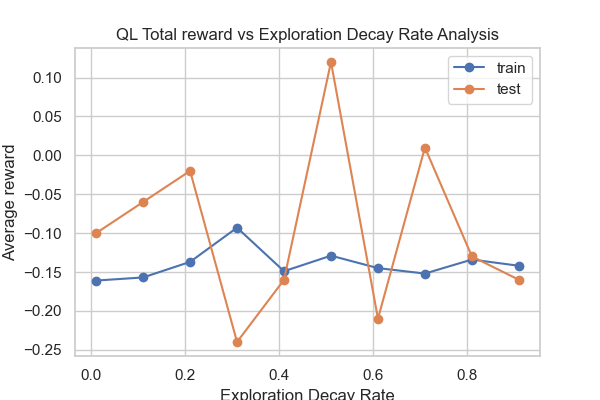 QL Total reward vs Exploration Decay Rate Analysis
train
test
Average reward
0.10
0.05
0.00
−0.05
−0.10
−0.15
−0.20
−0.25
0.0 0.2 0.4 0.6 0.8
Exploration Decay Rate